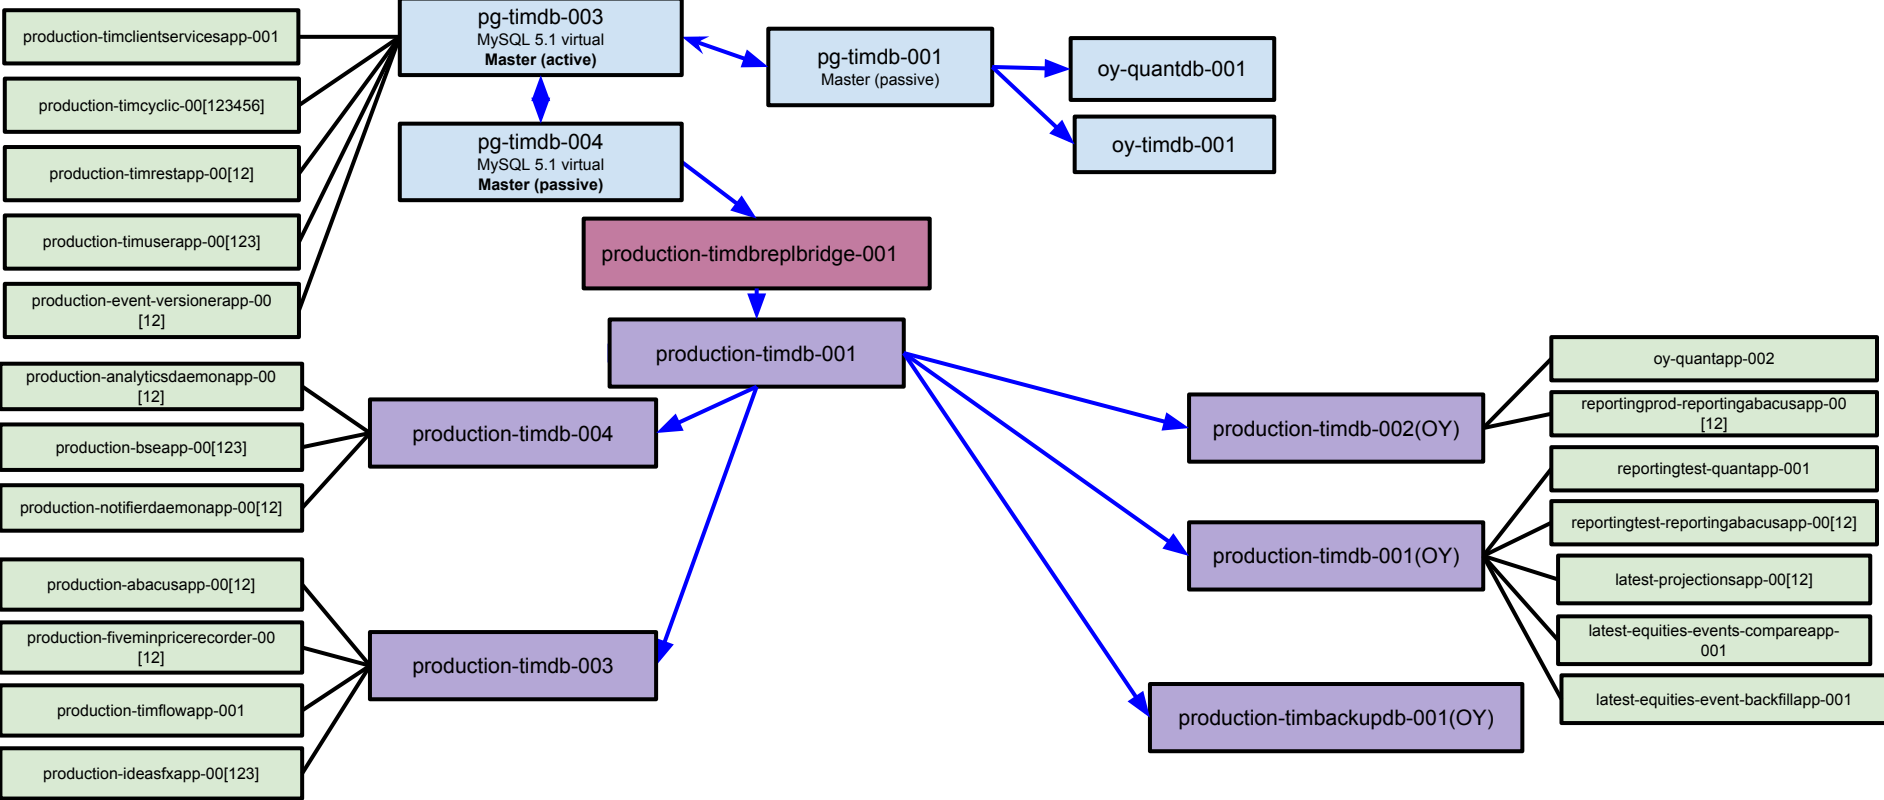 production-timclientservicesapp-001
production-timcyclic-00[123456]
production-timrestapp-00[12]
production-timuserapp-00[123]
production-event-versionerapp-00
[12]
pg-timdb-003
MySQL 5.1 virtual
Master (active)
pg-timdb-004
MySQL 5.1 virtual
Master (passive)
pg-timdb-001
Master (passive)
oy-quantdb-001
oy-timdb-001
production-timdbreplbridge-001
production-timdb-001
production-analyticsdaemonapp-00
[12]
production-bseapp-00[123]
production-notifierdaemonapp-00[12]
production-timdb-004
production-abacusapp-00[12]
production-fiveminpricerecorder-00
[12]
production-timflowapp-001
production-ideasfxapp-00[123]
production-timdb-003
production-timdb-002(OY)
production-timdb-001(OY)
production-timbackupdb-001(OY)
oy-quantapp-002
reportingprod-reportingabacusapp-00
[12]
reportingtest-quantapp-001
reportingtest-reportingabacusapp-00[12]
latest-projectionsapp-00[12]
latest-equities-events-compareapp-
001
latest-equities-event-backfillapp-001